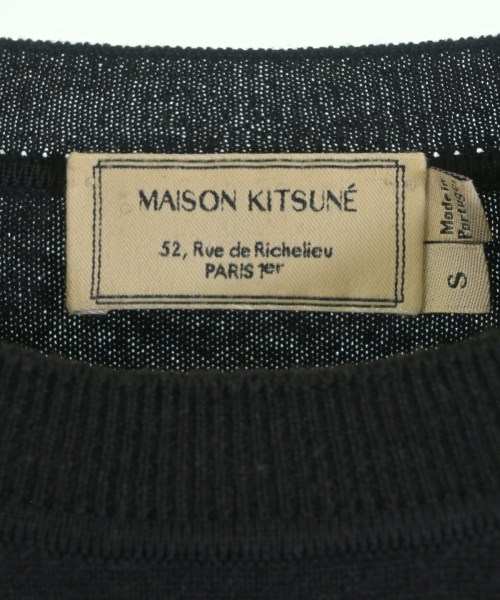 MAISON KITSUNÉ
52, Rue de Richelieu
PARIS 1er
Made in
Portugal
S